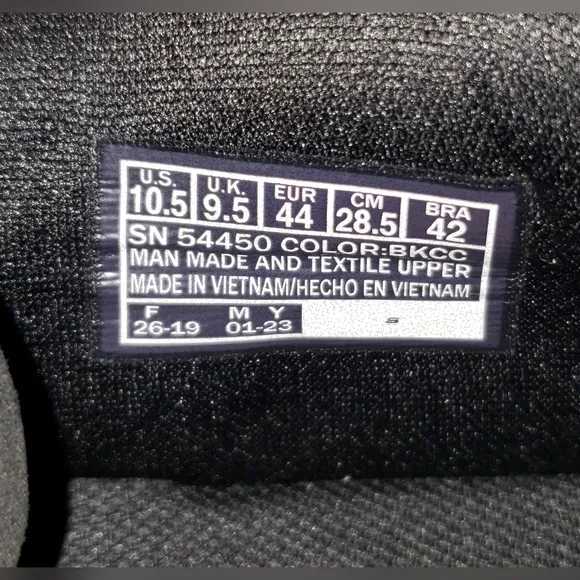 U.S. U.K. EUR CM BRA
10.5 9.5 44 28.5 42
SN 54450 COLOR:BKCC
MAN MADE AND TEXTILE UPPER
MADE IN VIETNAM/HECHO EN VIETNAM
F M Y
26-19 01-23